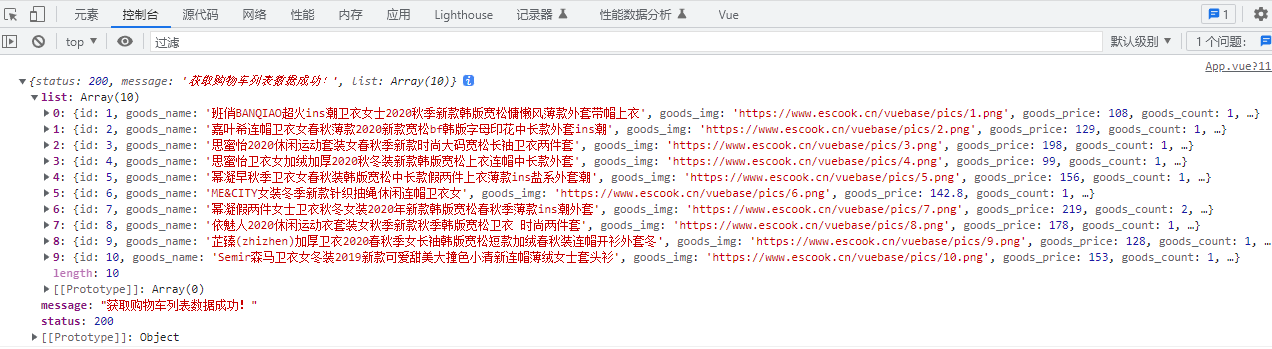 元素 控制台 源代码 网络 性能 内存 应用 Lighthouse 记录器 性能数据分析 Vue 1
top 过滤 默认级别 1 个问题:
App.vue?11
{status: 200, message: '获取购物车列表数据成功！', list: Array(10)}
list: Array(10)
0: {id: 1, goods_name: '班俏BANQIAO超火ins潮卫衣女士2020秋季新款韩版宽松慵懒风薄款外套带帽上衣', goods_img: 'https://www.escook.cn/vuebase/pics/1.png', goods_price: 108, goods_count: 1, …}
1: {id: 2, goods_name: '嘉叶希连帽卫衣女春秋薄款2020新款宽松bf韩版字母印花中长款外套ins潮', goods_img: 'https://www.escook.cn/vuebase/pics/2.png', goods_price: 129, goods_count: 1, …}
2: {id: 3, goods_name: '思蜜怡2020休闲运动套装女春秋季新款时尚大码宽松长袖卫衣两件套', goods_img: 'https://www.escook.cn/vuebase/pics/3.png', goods_price: 198, goods_count: 1, …}
3: {id: 4, goods_name: '思蜜怡卫衣女加绒加厚2020秋冬装新款韩版宽松上衣连帽中长款外套', goods_img: 'https://www.escook.cn/vuebase/pics/4.png', goods_price: 99, goods_count: 1, …}
4: {id: 5, goods_name: '幂凝早秋季卫衣女春秋装韩版宽松中长款假两件上衣薄款ins盐系外套潮', goods_img: 'https://www.escook.cn/vuebase/pics/5.png', goods_price: 156, goods_count: 1, …}
5: {id: 6, goods_name: 'ME&CITY女装冬季新款针织抽绳休闲连帽卫衣女', goods_img: 'https://www.escook.cn/vuebase/pics/6.png', goods_price: 142.8, goods_count: 1, …}
6: {id: 7, goods_name: '幂凝假两件女士卫衣秋冬女装2020年新款韩版宽松春秋季薄款ins潮外套', goods_img: 'https://www.escook.cn/vuebase/pics/7.png', goods_price: 219, goods_count: 2, …}
7: {id: 8, goods_name: '依魅人2020休闲运动衣套装女秋季新款秋季韩版宽松卫衣 时尚两件套', goods_img: 'https://www.escook.cn/vuebase/pics/8.png', goods_price: 178, goods_count: 1, …}
8: {id: 9, goods_name: '芷臻(zhizhen)加厚卫衣2020春秋季女长袖韩版宽松短款加绒春秋装连帽开衫外套冬', goods_img: 'https://www.escook.cn/vuebase/pics/9.png', goods_price: 128, goods_count: 1, …}
9: {id: 10, goods_name: 'Semir森马卫衣女冬装2019新款可爱甜美大撞色小清新连帽薄绒女士套头衫', goods_img: 'https://www.escook.cn/vuebase/pics/10.png', goods_price: 153, goods_count: 1, …}
length: 10
[[Prototype]]: Array(0)
message: "获取购物车列表数据成功！"
status: 200
[[Prototype]]: Object